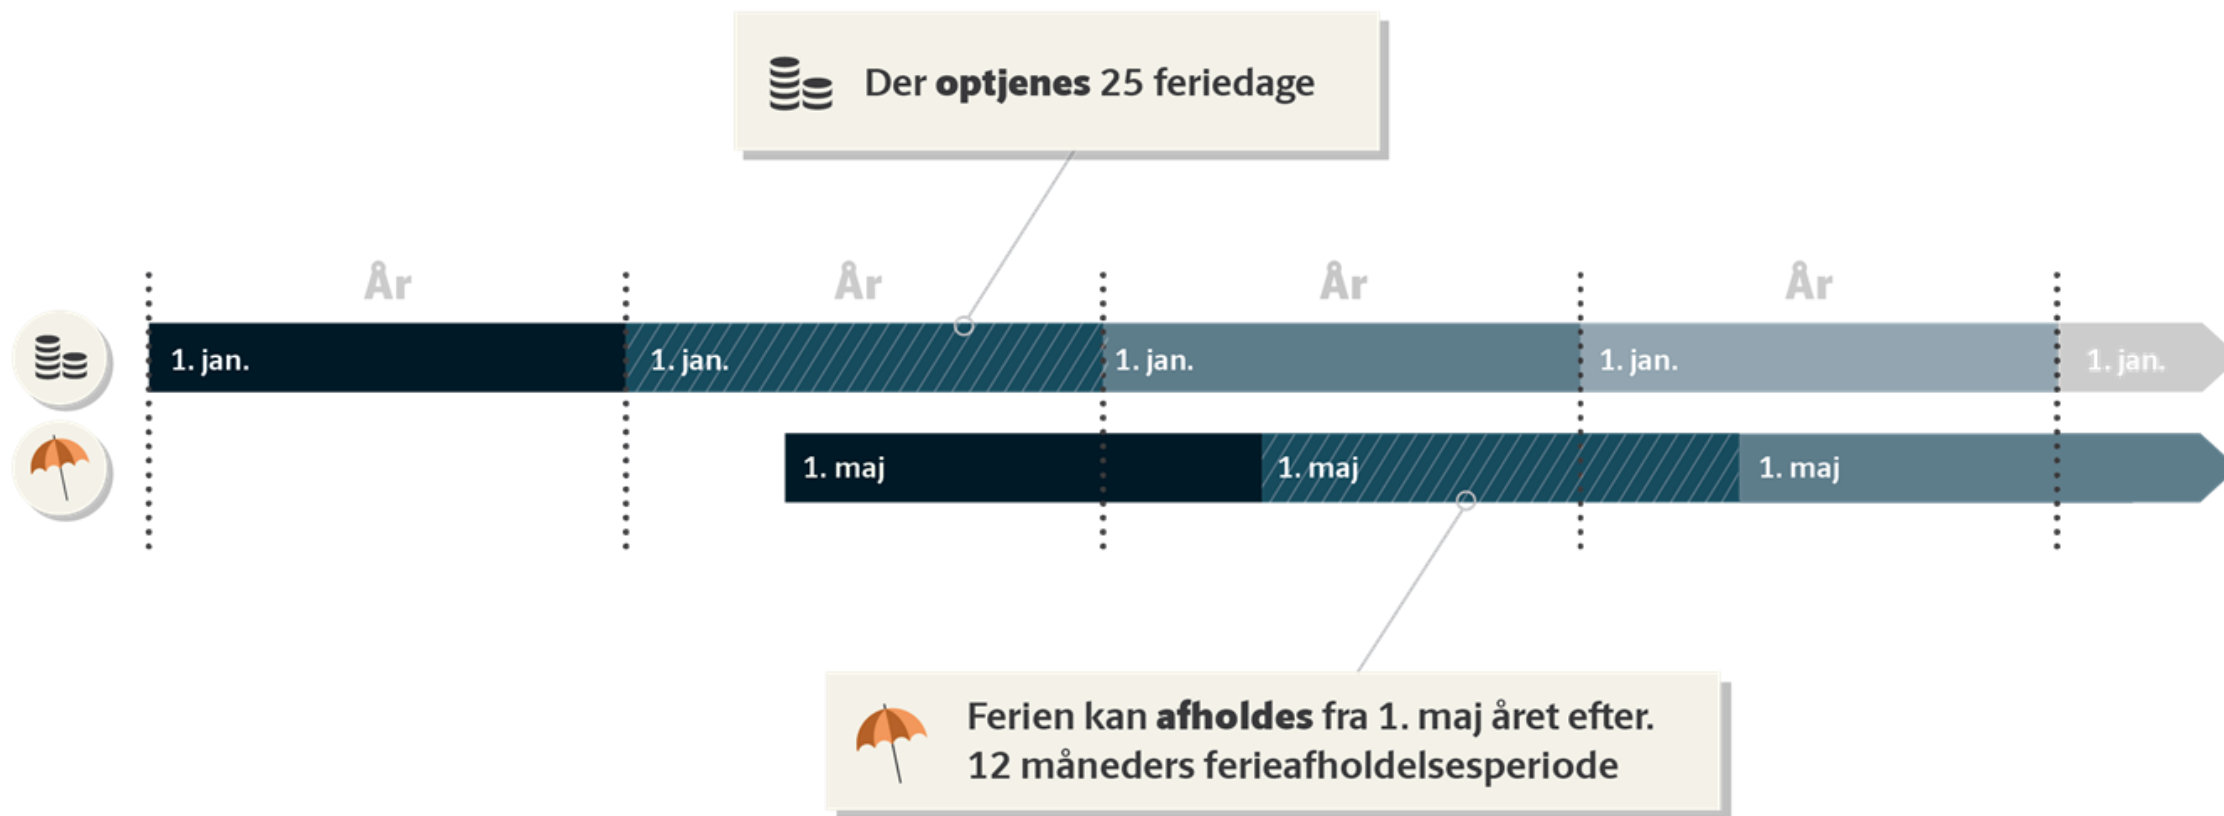 Der optjenes 25 feriedage
År
År
År
År
1. jan.
1. jan.
1. jan.
1. jan.
1. jan.
1. maj
1. maj
1. maj
Ferien kan afholdes fra 1. maj året efter.
12 måneders ferieafholdelsesperiode